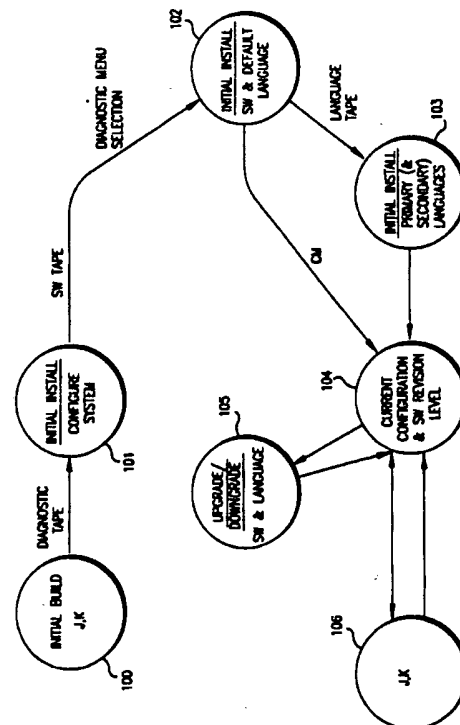 INITIAL BUILD
J,K
100
DIAGNOSTIC TAPE
INITIAL INSTALL
CONFIGURE
SYSTEM
101
SW TAPE
DIAGNOSTIC MENU
SELECTION
INITIAL INSTALL
SW & DEFAULT
LANGUAGE
102
LANGUAGE
TAPE
CM
INITIAL INSTALL
PRIMARY (&
SECONDARY)
LANGUAGES
103
CURRENT
CONFIGURATION
& SW REVISION
LEVEL
104
UPGRADE/
DOWNGRADE
SW & LANGUAGE
105
J,K
106